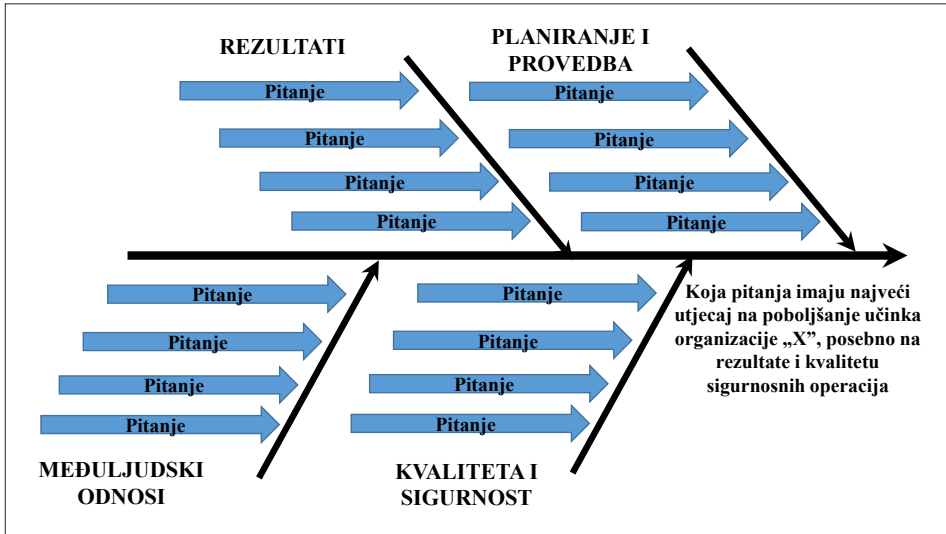 REZULTATI
Pitanje
Pitanje
Pitanje
Pitanje
PLANIRANJE I
PROVEDBA
Pitanje
Pitanje
Pitanje
Pitanje
Pitanje
Pitanje
Pitanje
Pitanje
MEĐULJUDSKI
ODNOSI
Pitanje
Pitanje
Pitanje
Pitanje
KVALITETA I
SIGURNOST
Koja pitanja imaju najveći
utjecaj na poboljšanje učinka
organizacije „X”, posebno na
rezultate i kvalitetu
sigurnosnih operacija